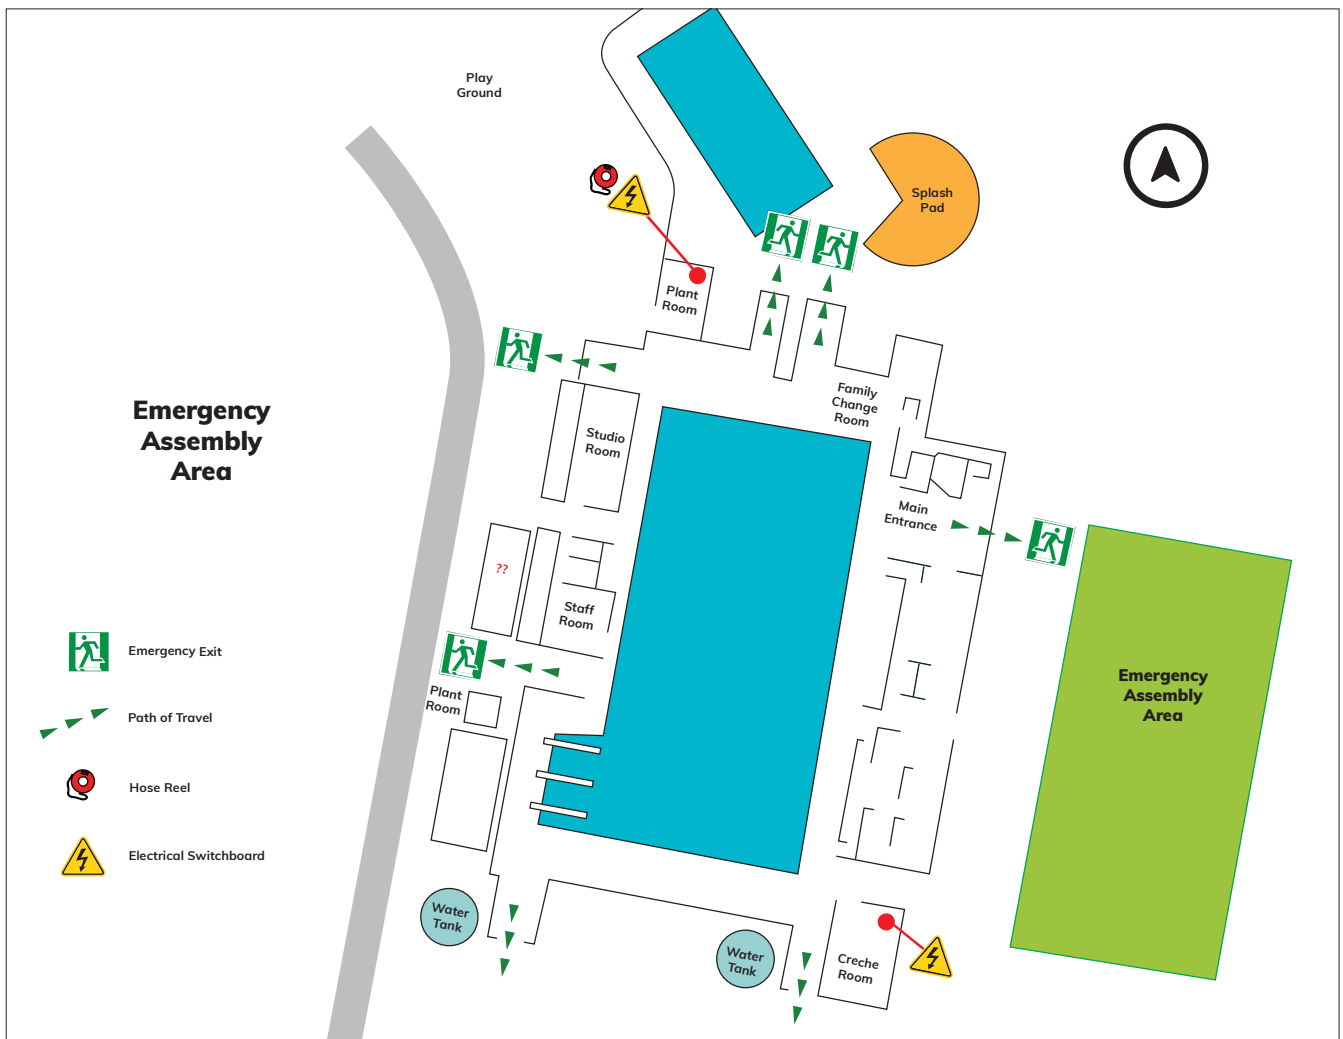 Play
Ground
Splash
Pad
Plant
Room
Family
Change
Room
Emergency
Assembly
Area
Studio
Room
Main
Entrance
??
Staff
Room
Emergency Exit
Emergency
Assembly
Area
Plant
Room
Path of Travel
Hose Reel
Electrical Switchboard
Water
Tank
Water
Tank
Creche
Room